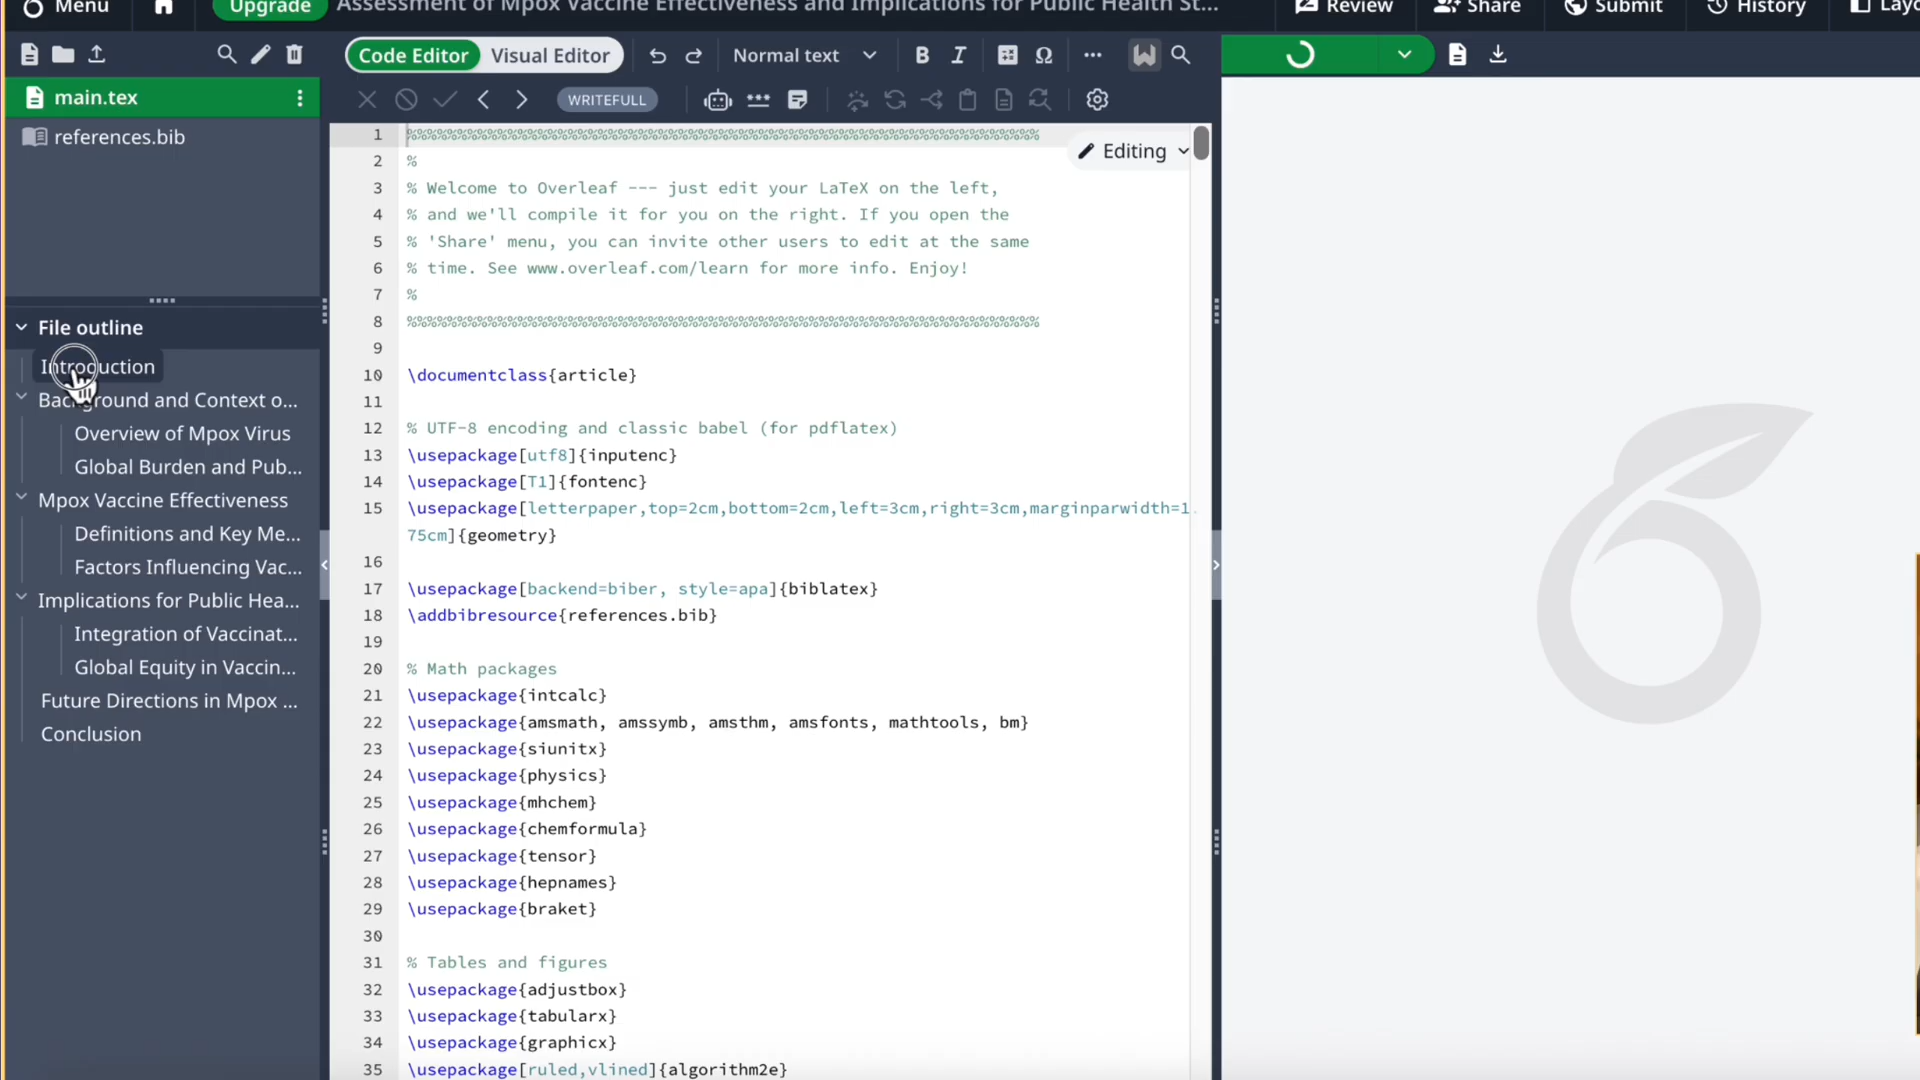 Menu
Upgrade
Assessment of Mpox Vaccine Effectiveness and Implications for Public Health St...
Review
Share
Submit
History
Layo
Code Editor
Visual Editor
Normal text
B
I
Ω
WRITEFULL
main.tex
references.bib
File outline
Introduction
Background and Context o...
Overview of Mpox Virus
Global Burden and Pub...
Mpox Vaccine Effectiveness
Definitions and Key Me...
Factors Influencing Vac...
Implications for Public Hea...
Integration of Vaccinat...
Global Equity in Vaccin...
Future Directions in Mpox ...
Conclusion
Editing
1 %%%%%%%%%%%%%%%%%%%%%%%%%%%%%%%%%%%%%%%%%%%%%%%%%%%%%%%%%%%%%%%
2 %
3 % Welcome to Overleaf --- just edit your LaTeX on the left,
4 % and we'll compile it for you on the right. If you open the
5 % 'Share' menu, you can invite other users to edit at the same
6 % time. See www.overleaf.com/learn for more info. Enjoy!
7 %
8 %%%%%%%%%%%%%%%%%%%%%%%%%%%%%%%%%%%%%%%%%%%%%%%%%%%%%%%%%%%%%%%
9
10 \documentclass{article}
11
12 % UTF-8 encoding and classic babel (for pdflatex)
13 \usepackage[utf8]{inputenc}
14 \usepackage[T1]{fontenc}
15 \usepackage[letterpaper,top=2cm,bottom=2cm,left=3cm,right=3cm,marginparwidth=1.
75cm]{geometry}
16
17 \usepackage[backend=biber, style=apa]{biblatex}
18 \addbibresource{references.bib}
19
20 % Math packages
21 \usepackage{intcalc}
22 \usepackage{amsmath, amssymb, amsthm, amsfonts, mathtools, bm}
23 \usepackage{siunitx}
24 \usepackage{physics}
25 \usepackage{mhchem}
26 \usepackage{chemformula}
27 \usepackage{tensor}
28 \usepackage{hepnames}
29 \usepackage{braket}
30
31 % Tables and figures
32 \usepackage{adjustbox}
33 \usepackage{tabularx}
34 \usepackage{graphicx}
35 \usepackage[ruled,vlined]{algorithm2e}